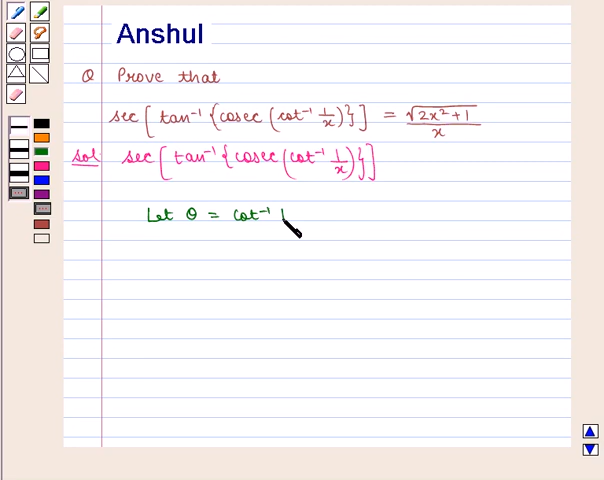 Anshul
Q Prove that
sec[tan⁻¹{cosec(cot⁻¹ 1/x)}] = √(2x²+1)/x
Sol sec[tan⁻¹{cosec(cot⁻¹ 1/x)}]
Let θ = cot⁻¹ 1